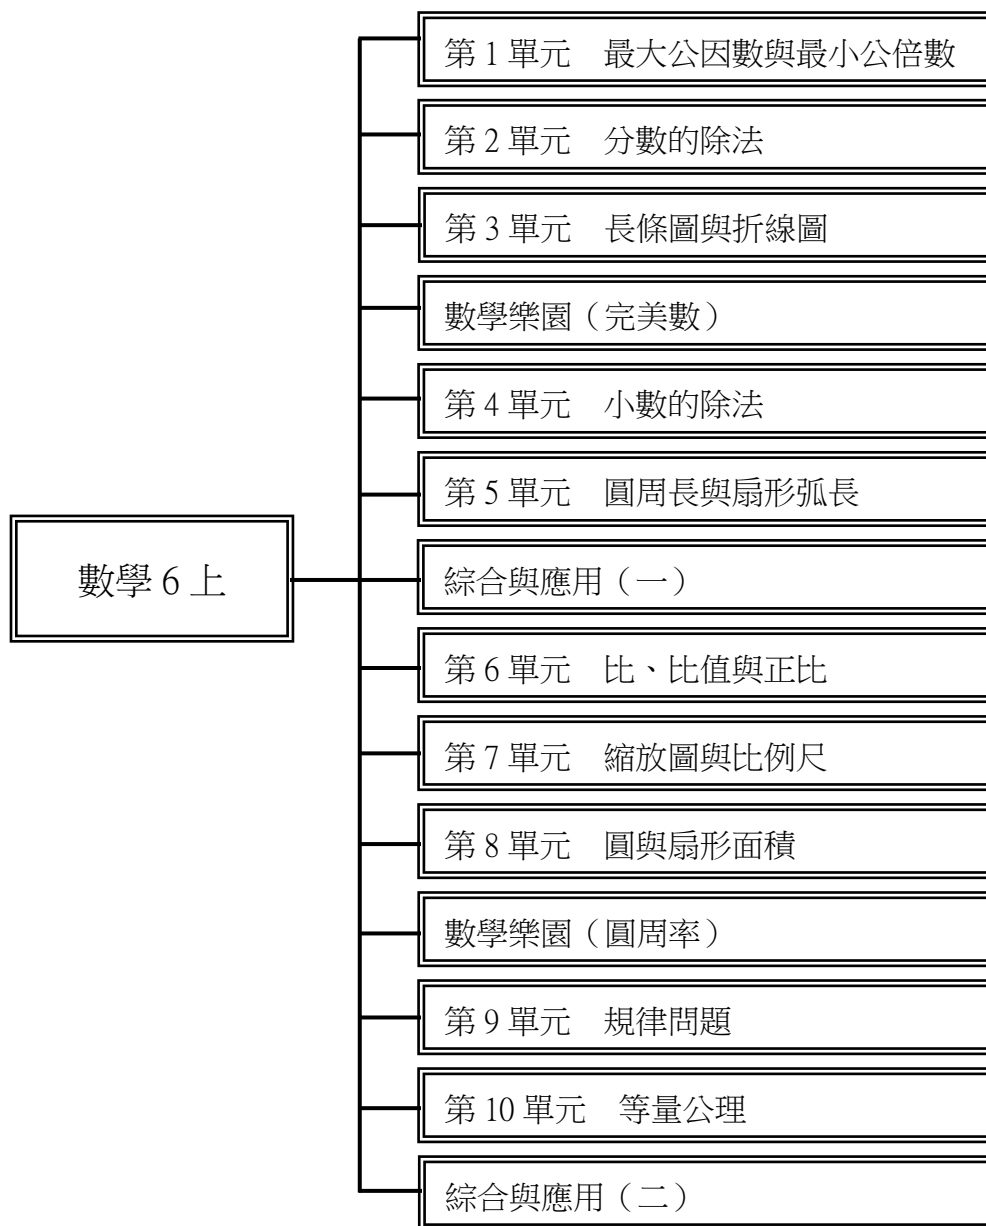 第 1 單元　最大公因數與最小公倍數
第 2 單元　分數的除法
第 3 單元　長條圖與折線圖
數學樂園（完美數）
第 4 單元　小數的除法
第 5 單元　圓周長與扇形弧長
數學 6 上
綜合與應用（一）
第 6 單元　比、比值與正比
第 7 單元　縮放圖與比例尺
第 8 單元　圓與扇形面積
數學樂園（圓周率）
第 9 單元　規律問題
第 10 單元　等量公理
綜合與應用（二）